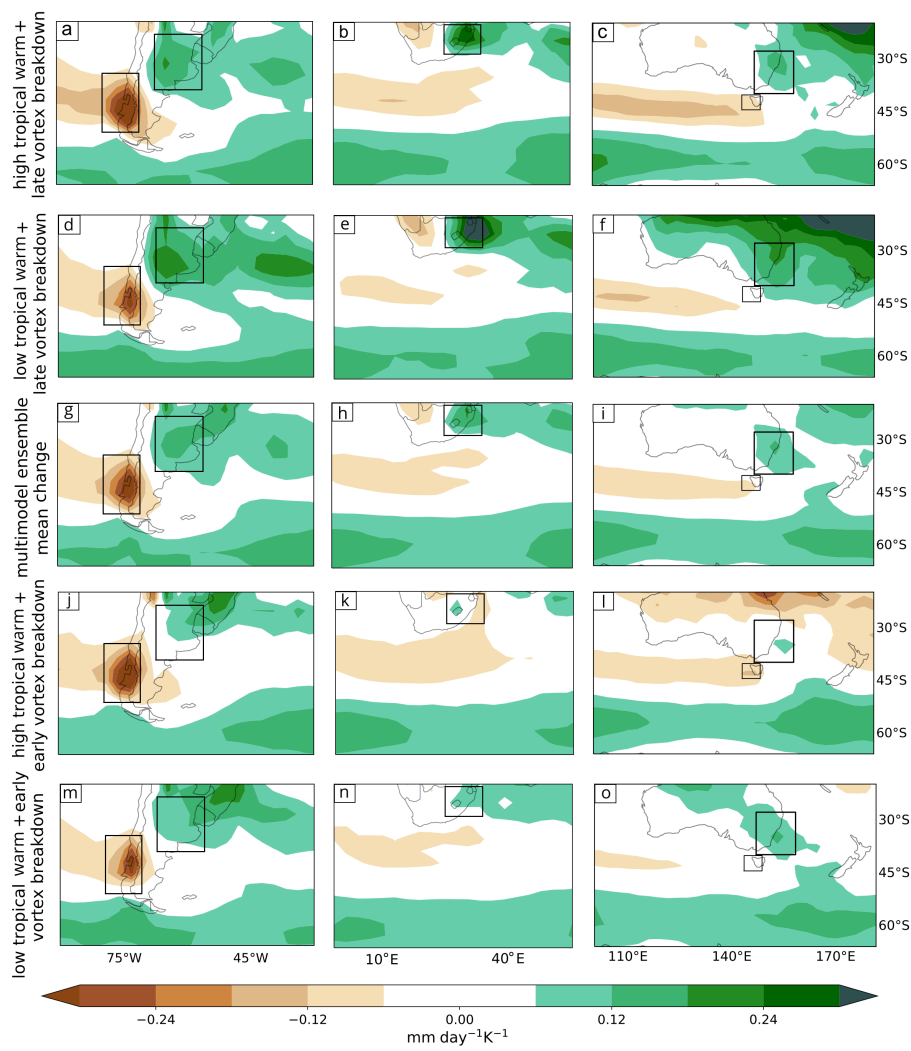 high tropical warm +
late vortex breakdown
a
b
c
30°S
45°S
60°S
low tropical warm +
late vortex breakdown
d
e
f
30°S
45°S
60°S
multimodel ensemble
mean change
g
h
i
30°S
45°S
60°S
high tropical warm +
early vortex breakdown
j
k
l
30°S
45°S
60°S
low tropical warm + early
vortex breakdown
m
n
o
30°S
45°S
60°S
75°W 45°W 10°E 40°E 110°E 140°E 170°E
−0.24 −0.12 0.00 0.12 0.24
mm day⁻¹K⁻¹